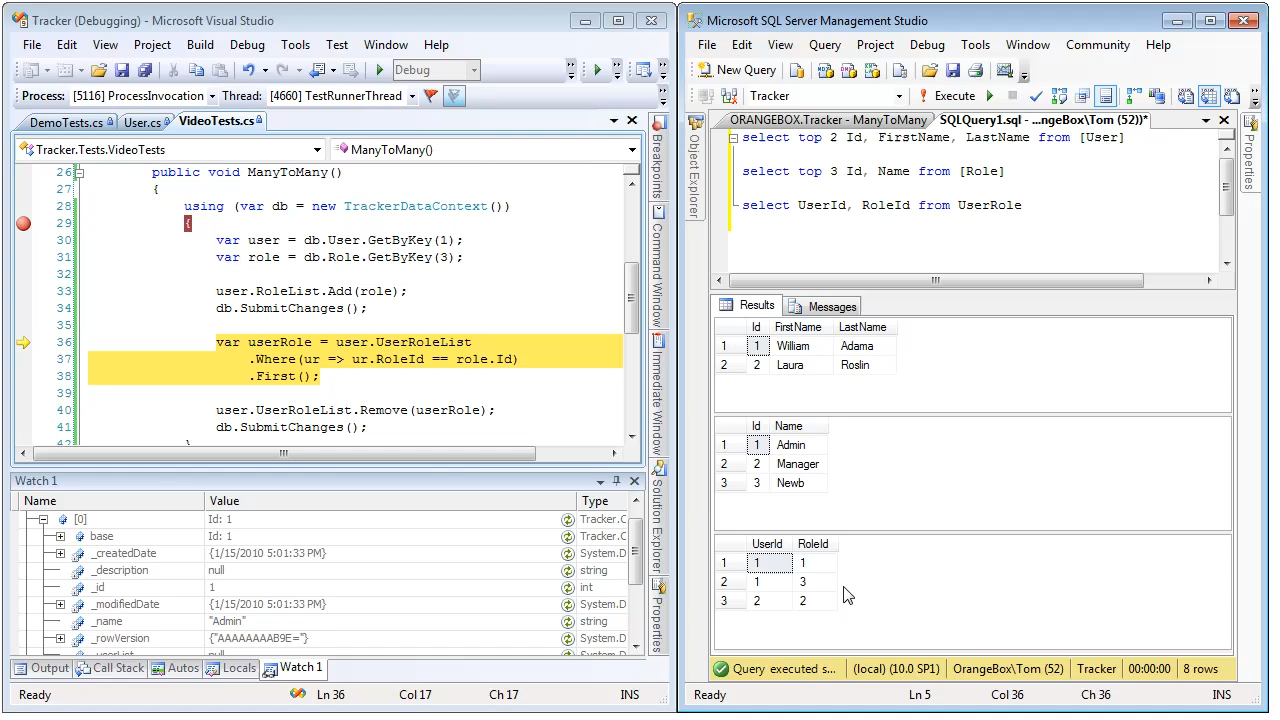 Tracker (Debugging) - Microsoft Visual Studio
File Edit View Project Build Debug Tools Test Window Help
Debug
Process: [5116] ProcessInvocation Thread: [4660] TestRunnerThread
DemoTests.cs User.cs VideoTests.cs
Tracker.Tests.VideoTests ManyToMany()
26 public void ManyToMany()
27 {
28 using (var db = new TrackerDataContext())
29 {
30 var user = db.User.GetByKey(1);
31 var role = db.Role.GetByKey(3);
32
33 user.RoleList.Add(role);
34 db.SubmitChanges();
35
36 var userRole = user.UserRoleList
37 .Where(ur => ur.RoleId == role.Id)
38 .First();
39
40 user.UserRoleList.Remove(userRole);
41 db.SubmitChanges();
42 }
Breakpoints
Command Window
Immediate Window
Solution Explorer
Properties
Watch 1
Name Value Type
[0] Id: 1 Tracker.C
base Id: 1 Tracker.C
_createdDate {1/15/2010 5:01:33 PM} System.D
_description null string
_id 1 int
_modifiedDate {1/15/2010 5:01:33 PM} System.D
_name "Admin" string
_rowVersion {"AAAAAAAAB9E="} System.D
Output Call Stack Autos Locals Watch 1
Ready Ln 36 Col 17 Ch 17 INS
Microsoft SQL Server Management Studio
File Edit View Query Project Debug Tools Window Community Help
New Query
Tracker Execute
ORANGEBOX.Tracker - ManyToMany SQLQuery1.sql - ...ngeBox\Tom (52))*
Object Explorer
Properties
select top 2 Id, FirstName, LastName from [User]
select top 3 Id, Name from [Role]
select UserId, RoleId from UserRole
Results Messages
Id FirstName LastName
1 1 William Adama
2 2 Laura Roslin
Id Name
1 1 Admin
2 2 Manager
3 3 Newb
UserId RoleId
1 1 1
2 1 3
3 2 2
Query executed s... (local) (10.0 SP1) OrangeBox\Tom (52) Tracker 00:00:00 8 rows
Ready Ln 5 Col 36 Ch 36 INS